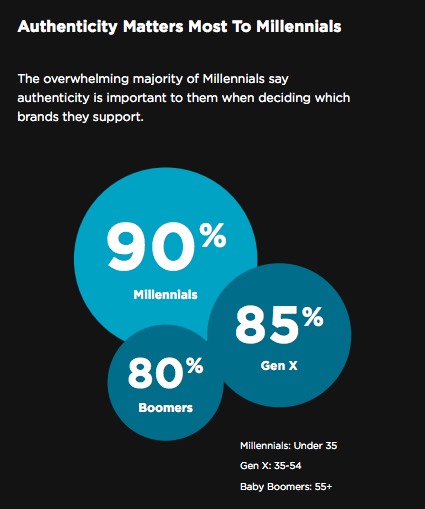 Authenticity Matters Most To Millennials
The overwhelming majority of Millennials say
authenticity is important to them when deciding which
brands they support.
90%
Millennials
85%
Gen X
80%
Boomers
Millennials: Under 35
Gen X: 35-54
Baby Boomers: 55+